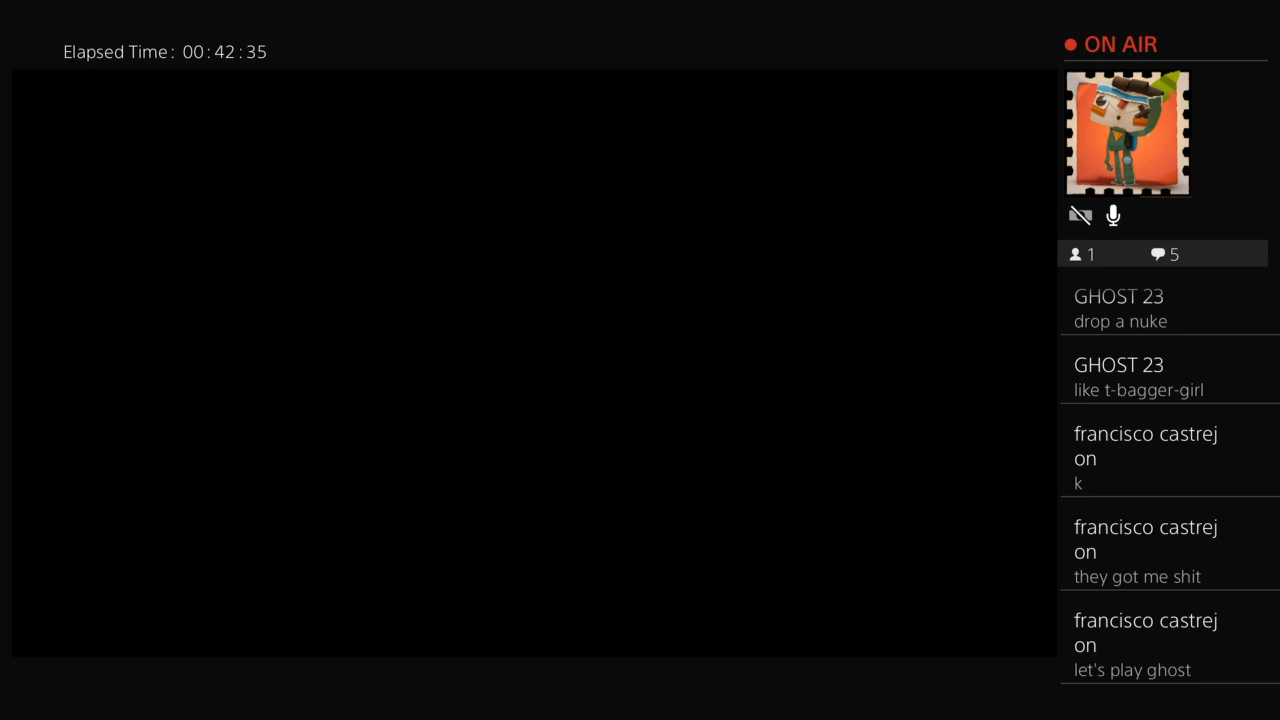 Elapsed Time: 00:42:35
ON AIR
1 5
GHOST 23
drop a nuke
GHOST 23
like t-bagger-girl
francisco castrej
on
k
francisco castrej
on
they got me shit
francisco castrej
on
let's play ghost